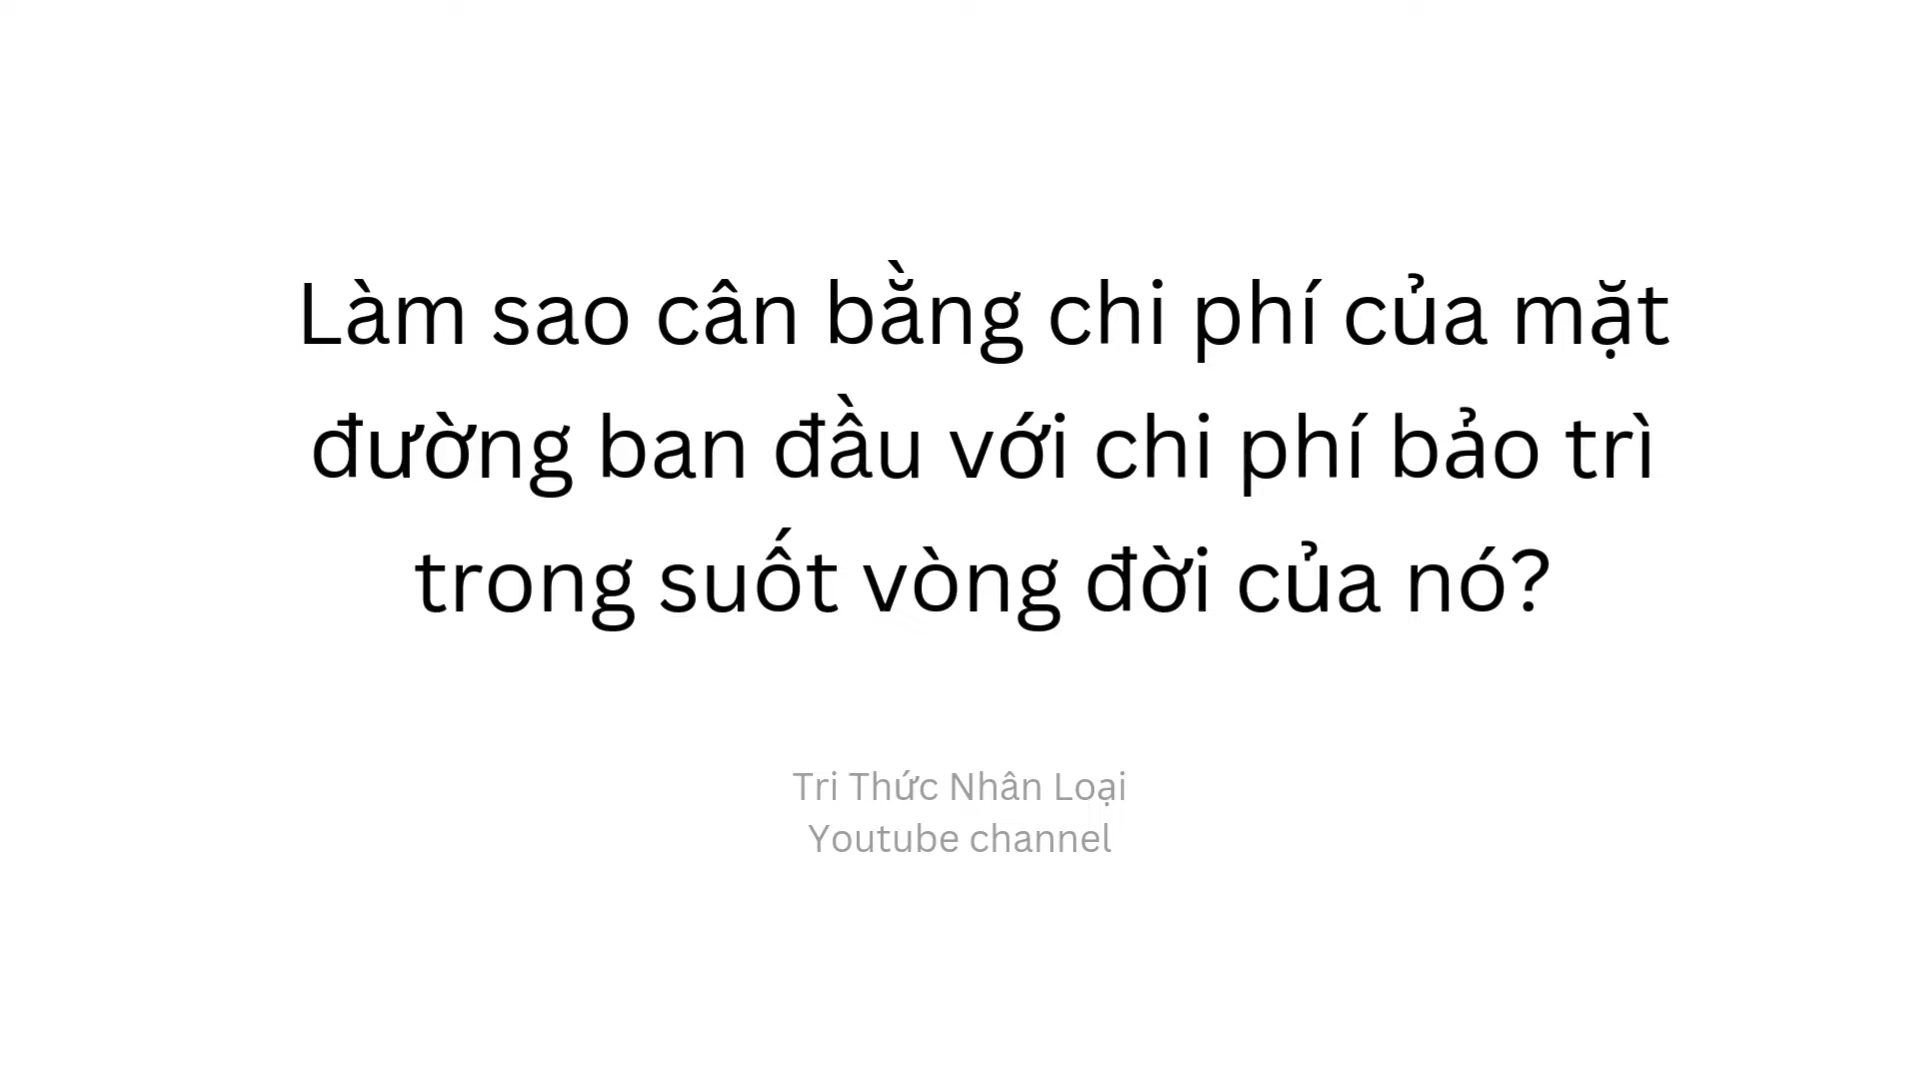 Làm sao cân bằng chi phí của mặt
đường ban đầu với chi phí bảo trì
trong suốt vòng đời của nó?
Tri Thức Nhân Loại
Youtube channel